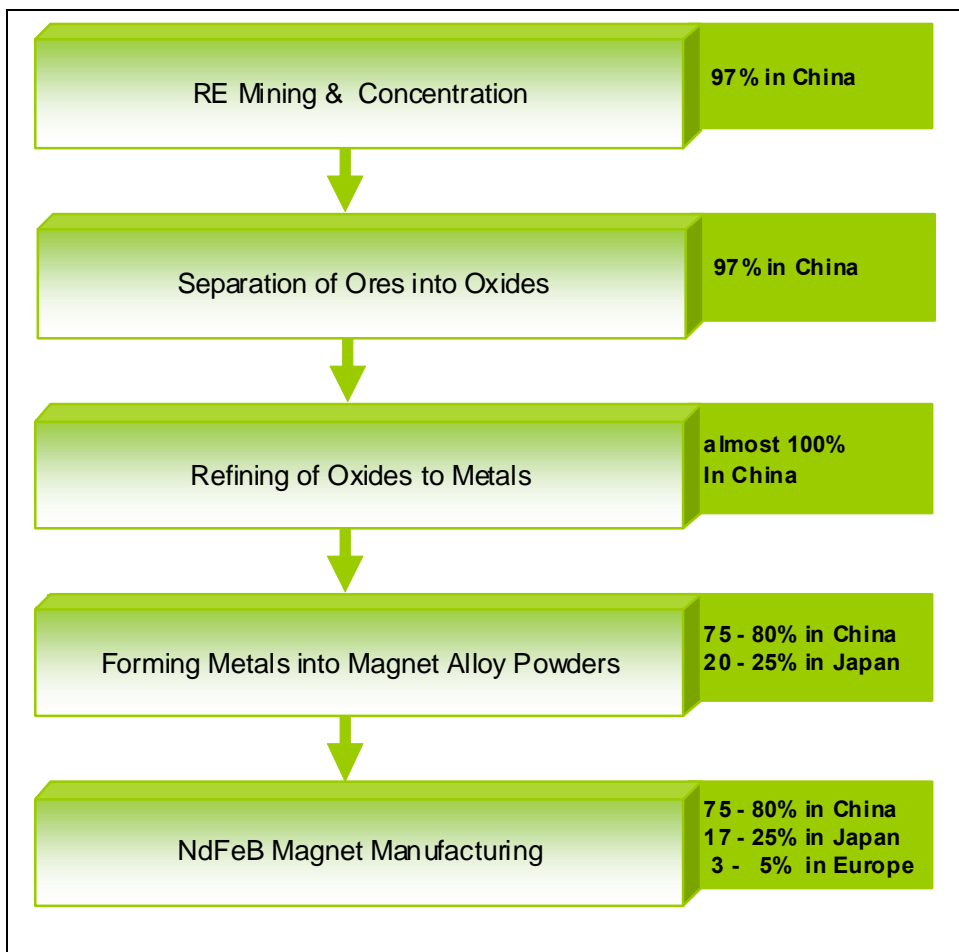 RE Mining & Concentration
97% in China
Separation of Ores into Oxides
97% in China
Refining of Oxides to Metals
almost 100%
In China
Forming Metals into Magnet Alloy Powders
75 - 80% in China
20 - 25% in Japan
NdFeB Magnet Manufacturing
75 - 80% in China
17 - 25% in Japan
3 - 5% in Europe